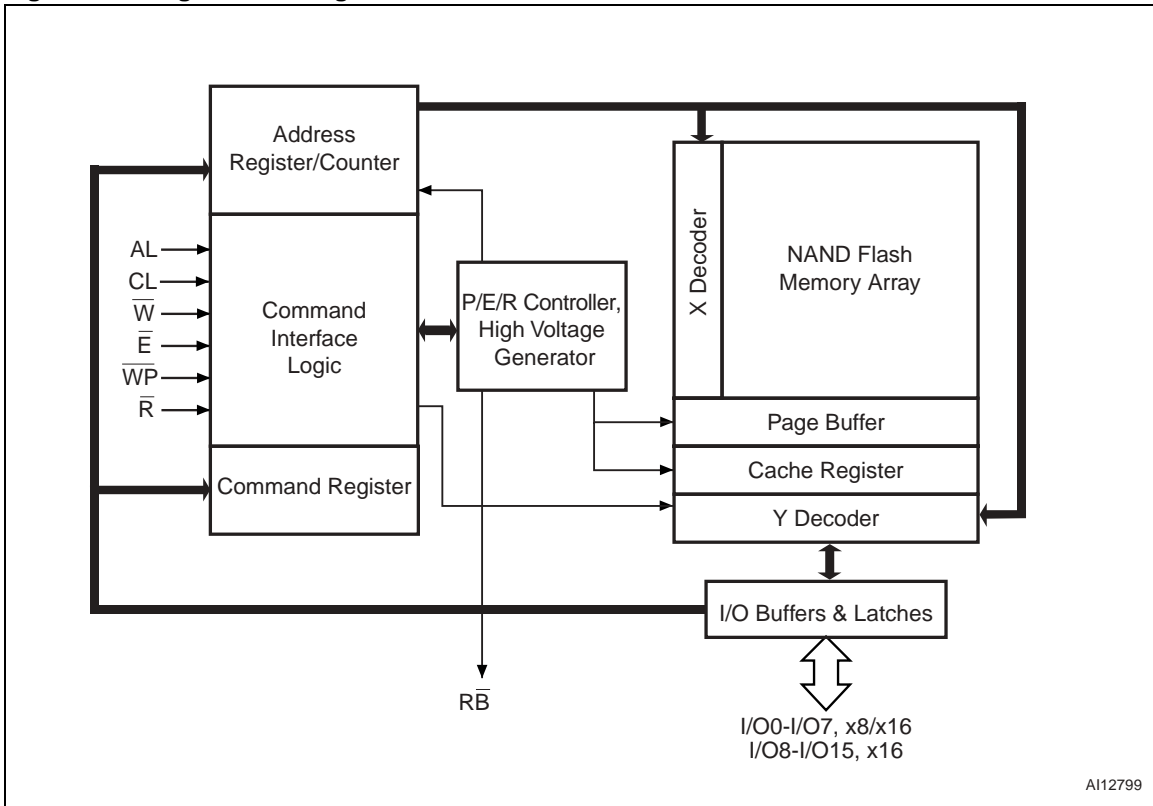 Address
Register/Counter
AL
CL
W̅
E̅
W̅P̅
R̅
Command
Interface
Logic
Command Register
P/E/R Controller,
High Voltage
Generator
RB̅
X Decoder
NAND Flash
Memory Array
Page Buffer
Cache Register
Y Decoder
I/O Buffers & Latches
I/O0-I/O7, x8/x16
I/O8-I/O15, x16
AI12799